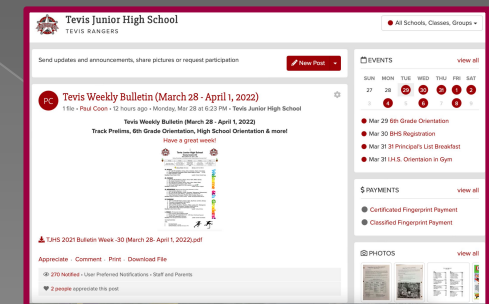 Tevis Junior High School
TEVIS RANGERS
All Schools, Classes, Groups
Send updates and announcements, share pictures or request participation
New Post
PC
Tevis Weekly Bulletin (March 28 - April 1, 2022)
1 file • Paul Coon • 12 hours ago • Monday, Mar 28 at 6:23 PM • Tevis Junior High School
Tevis Weekly Bulletin (March 28 - April 1, 2022)
Track Prelims, 6th Grade Orientation, High School Orientation & more!
Have a great week!
TJHS 2021 Bulletin Week -30 (March 28- April 1, 2022).pdf
Appreciate · Comment · Print · Download File
270 Notified • User Preferred Notifications • Staff and Parents
2 people appreciate this post
EVENTS view all
SUN MON TUE WED THU FRI SAT
27 28 29 30 31 1 2
3 4 5 6 7 8 9
Mar 29 6th Grade Orientation
Mar 30 BHS Registration
Mar 31 31 Principal's List Breakfast
Mar 31 I.H.S. Orientaion in Gym
$ PAYMENTS view all
Certificated Fingerprint Payment
Classified Fingerprint Payment
PHOTOS view all